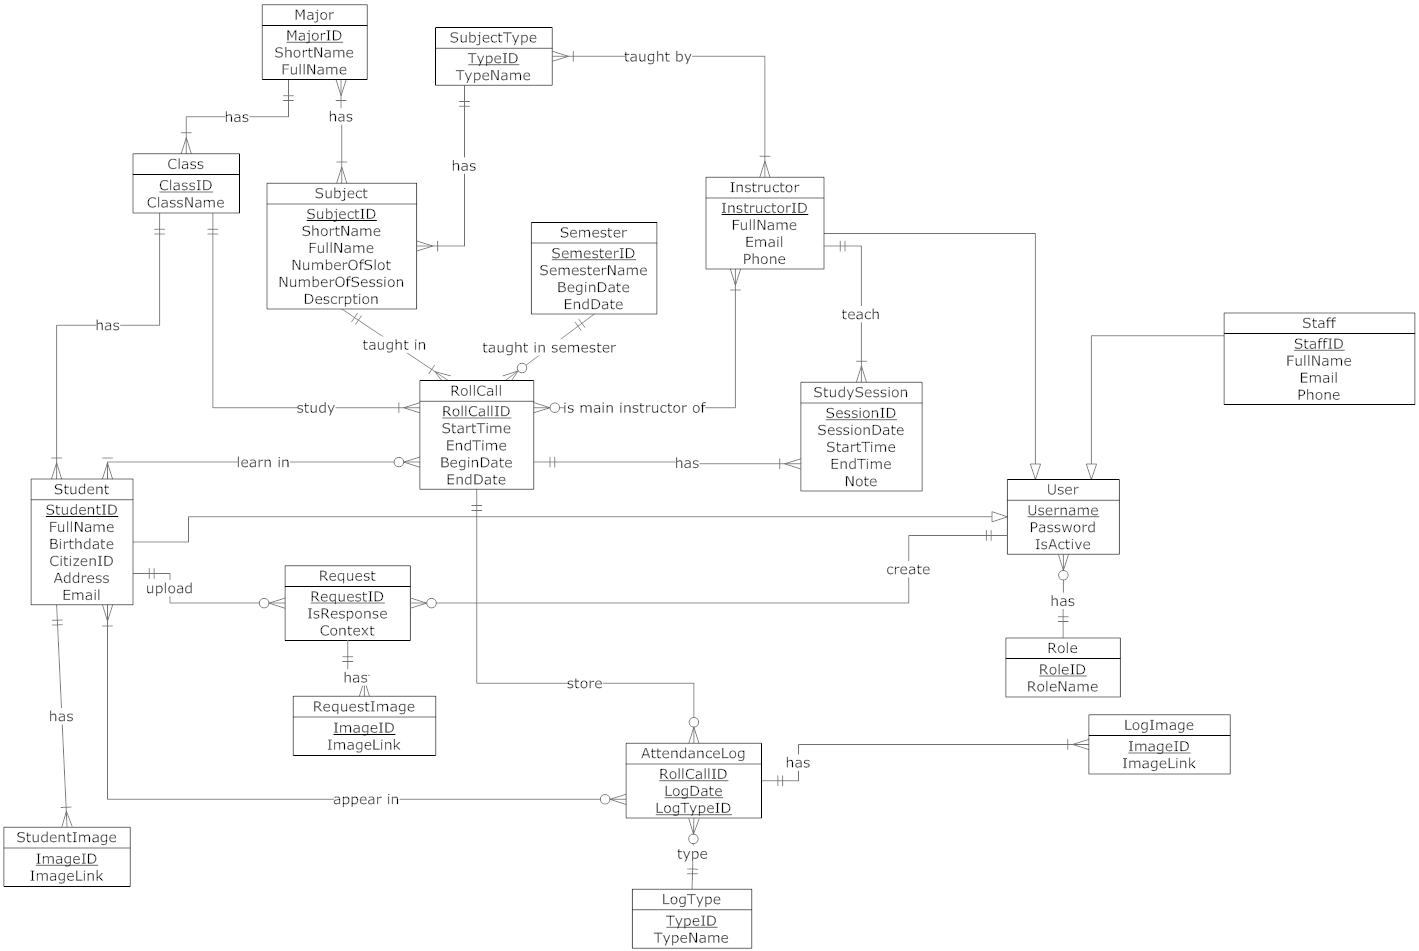 Major
MajorID
ShortName
FullName
SubjectType
TypeID
TypeName
taught by
has
has
has
Class
ClassID
ClassName
Subject
SubjectID
ShortName
FullName
NumberOfSlot
NumberOfSession
Descrption
Instructor
InstructorID
FullName
Email
Phone
Semester
SemesterID
SemesterName
BeginDate
EndDate
has
taught in
taught in semester
teach
Staff
StaffID
FullName
Email
Phone
RollCall
RollCallID
StartTime
EndTime
BeginDate
EndDate
study
is main instructor of
StudySession
SessionID
SessionDate
StartTime
EndTime
Note
learn in
has
Student
StudentID
FullName
Birthdate
CitizenID
Address
Email
User
Username
Password
IsActive
upload
Request
RequestID
IsResponse
Context
create
has
has
RequestImage
ImageID
ImageLink
Role
RoleID
RoleName
store
has
LogImage
ImageID
ImageLink
AttendanceLog
RollCallID
LogDate
LogTypeID
has
appear in
StudentImage
ImageID
ImageLink
type
LogType
TypeID
TypeName